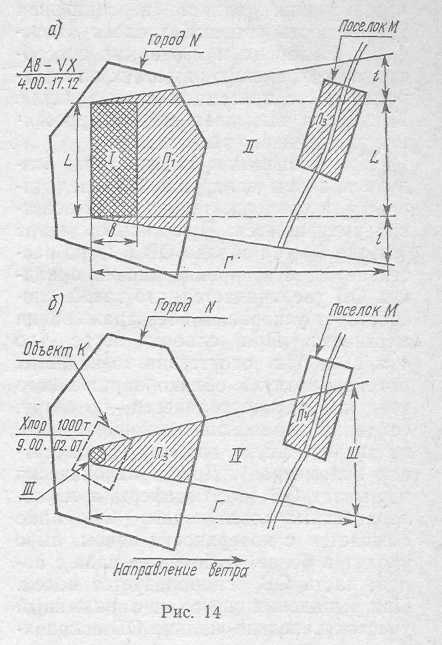 а)
Город N
Поселок М
Ав – VX
4.00.17.12
L
I
П₁
II
П₃
l
L
l
в
Г
б)
Город N
Поселок М
Объект К
Хлор 1000т
9.00.02.07
III
П₃
IV
П₄
Ш
Г
Направление ветра
Рис. 14